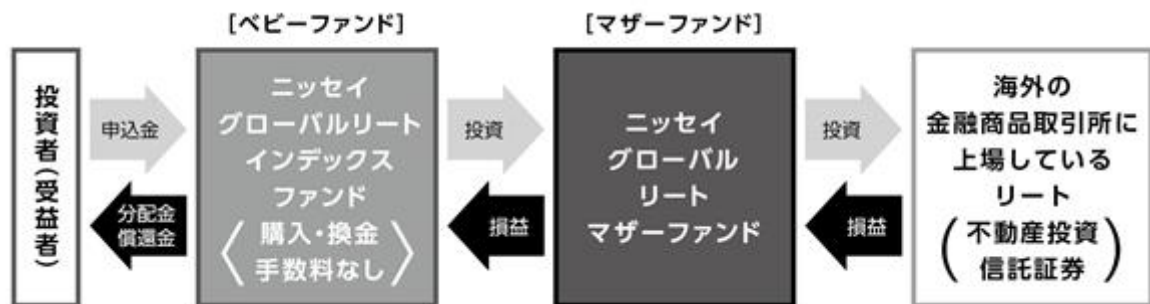 [ベビーファンド]
[マザーファンド]
投資者(受益者)
申込金
分配金
償還金
ニッセイ
グローバルリート
インデックス
ファンド
〈購入・換金
手数料なし〉
投資
損益
ニッセイ
グローバル
リート
マザーファンド
投資
損益
海外の
金融商品取引所に
上場している
リート
(不動産投資
信託証券)